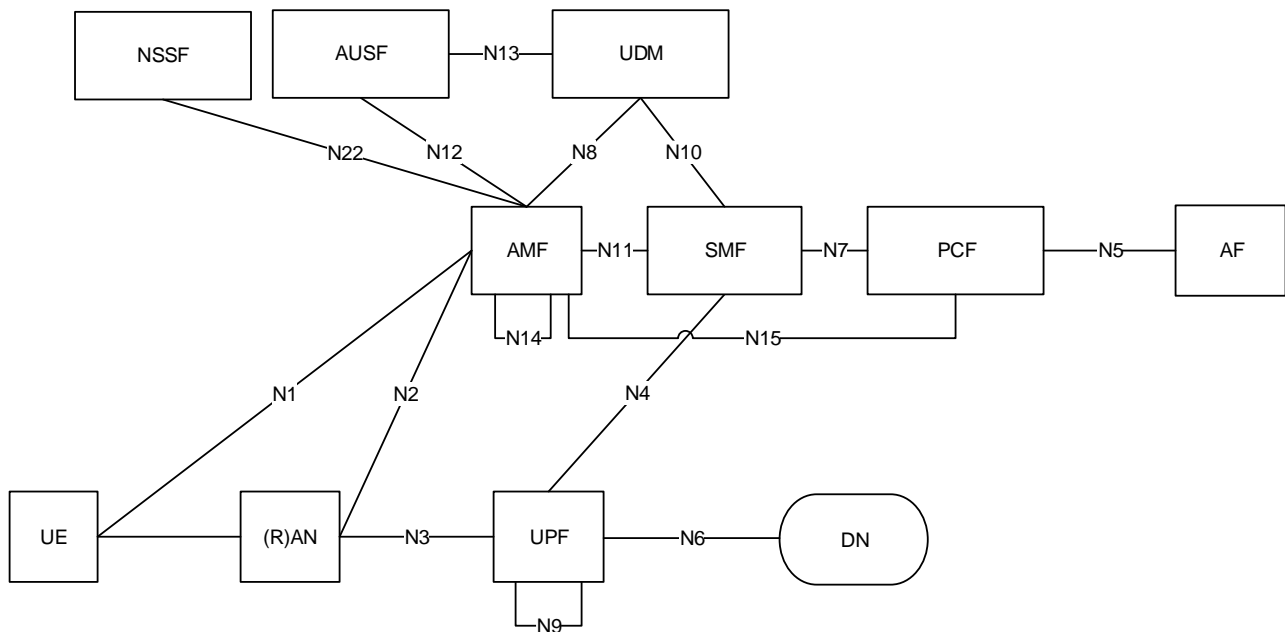 NSSF
AUSF
N13
UDM
N22
N12
N8
N10
AMF
N11
SMF
N7
PCF
N5
AF
N14
N15
N1
N2
N4
UE
(R)AN
N3
UPF
N6
DN
N9